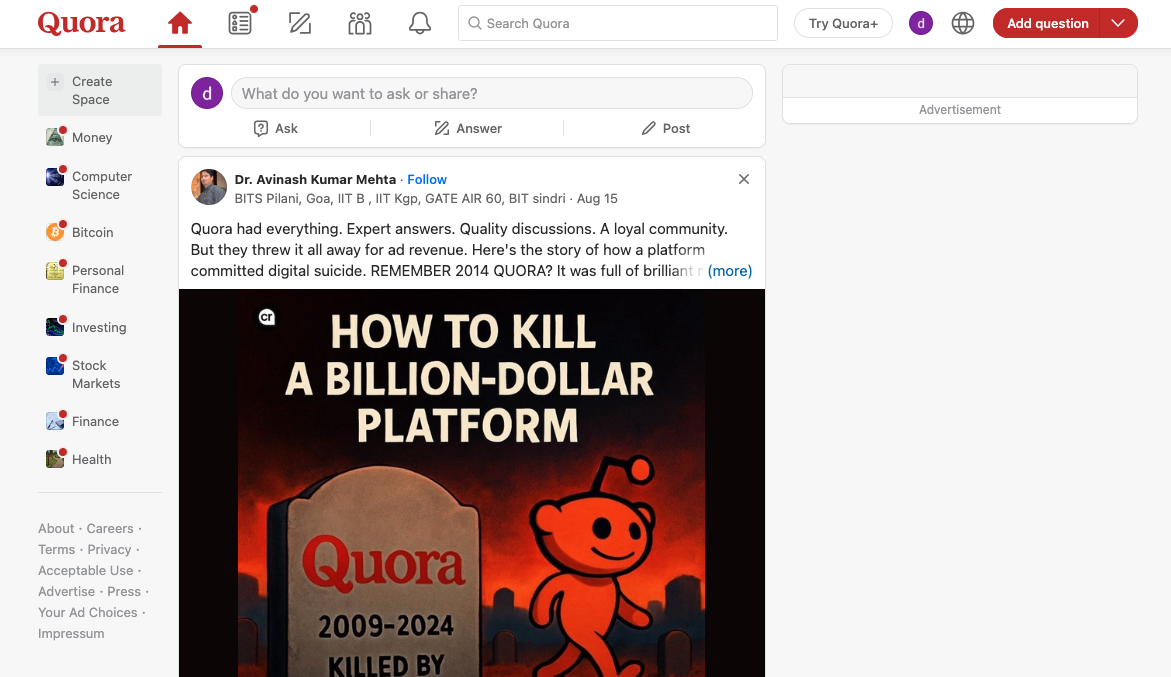 Quora
Search Quora
Try Quora+
d
Add question
Create
Space
Money
Computer
Science
Bitcoin
Personal
Finance
Investing
Stock
Markets
Finance
Health
About · Careers ·
Terms · Privacy ·
Acceptable Use ·
Advertise · Press ·
Your Ad Choices ·
Impressum
d
What do you want to ask or share?
Ask
Answer
Post
Dr. Avinash Kumar Mehta · Follow
BITS Pilani, Goa, IIT B , IIT Kgp, GATE AIR 60, BIT sindri · Aug 15
Quora had everything. Expert answers. Quality discussions. A loyal community.
But they threw it all away for ad revenue. Here's the story of how a platform
committed digital suicide. REMEMBER 2014 QUORA? It was full of brilliant (more)
cr
HOW TO KILL
A BILLION-DOLLAR
PLATFORM
Quora
2009-2024
KILLED BY
Advertisement